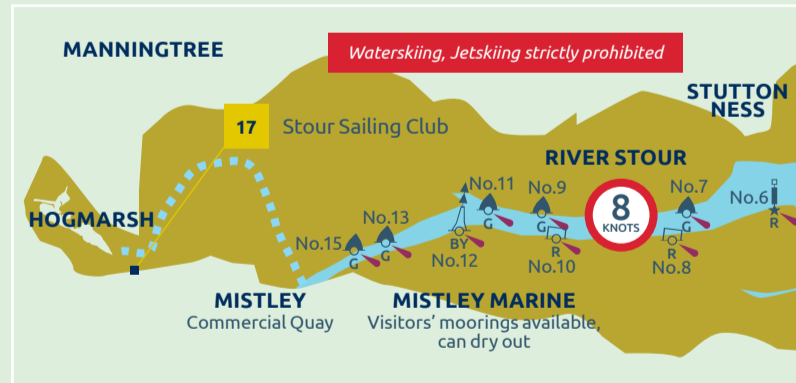 MANNINGTREE
Waterskiing, Jetskiing strictly prohibited
STUTTON
NESS
17
Stour Sailing Club
RIVER STOUR
HOGMARSH
No.15
G
No.13
G
No.11
G
BY
No.12
No.9
G
R
No.10
8
KNOTS
No.7
G
R
No.8
No.6
R
MISTLEY
Commercial Quay
MISTLEY MARINE
Visitors’ moorings available,
can dry out